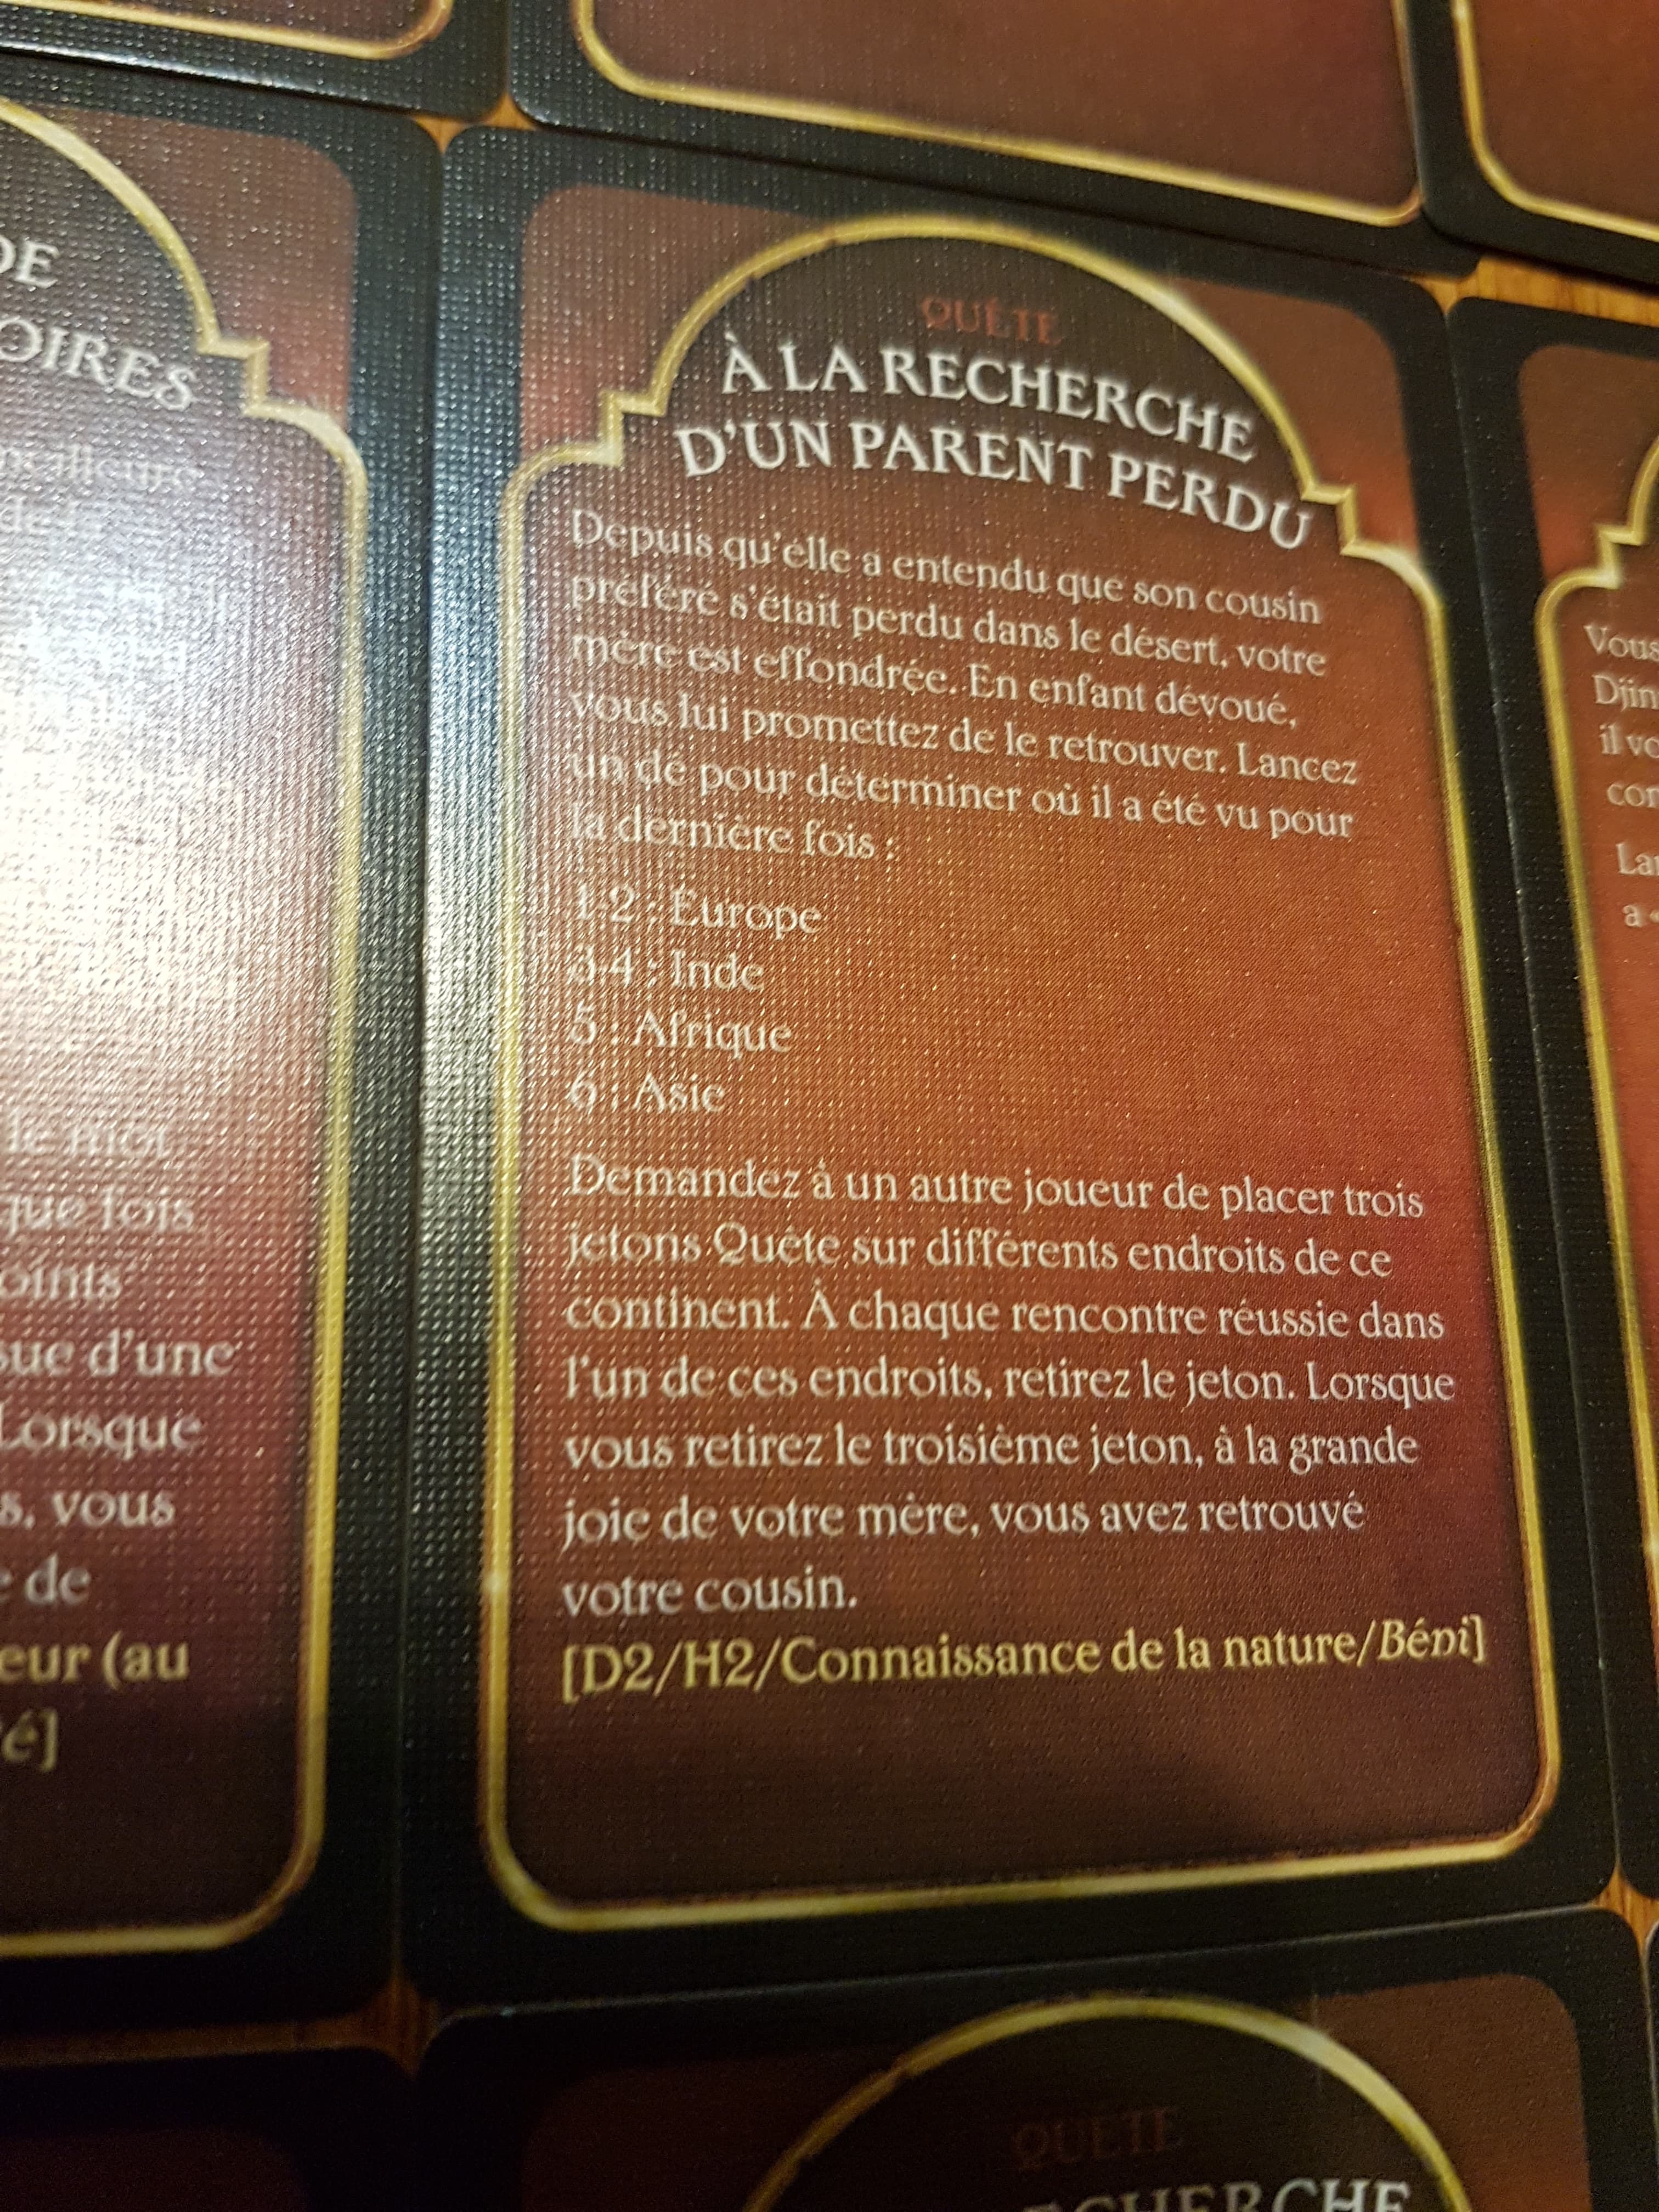 DE
OIRES
de
le mot
que fois
oints
sue d'une
Lorsque
s, vous
e de
eur (au
é]
QUÊTE
À LA RECHERCHE
D'UN PARENT PERDU
Depuis qu'elle a entendu que son cousin
préféré s'était perdu dans le désert, votre
mère est effondrée. En enfant dévoué,
vous lui promettez de le retrouver. Lancez
un dé pour déterminer où il a été vu pour
la dernière fois :
1-2 : Europe
3-4 : Inde
5 : Afrique
6 : Asie
Demandez à un autre joueur de placer trois
jetons Quête sur différents endroits de ce
continent. À chaque rencontre réussie dans
l'un de ces endroits, retirez le jeton. Lorsque
vous retirez le troisième jeton, à la grande
joie de votre mère, vous avez retrouvé
votre cousin.
[D2/H2/Connaissance de la nature/Béni]
Vous
Djin
il vo
con
Lan
a «
QUÊTE
ECHERCHE